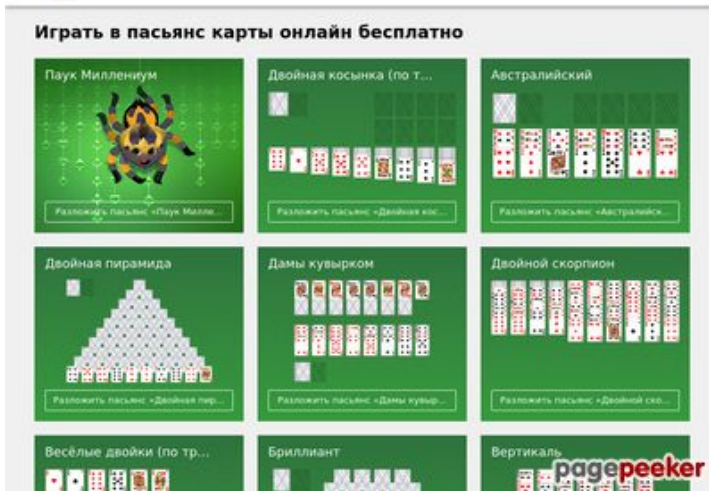 Играть в пасьянс карты онлайн бесплатно
Паук Миллениум
Двойная косынка (по т...
Австралийский
Разложить пасьянс «Паук Милле...
Разложить пасьянс «Двойная кос...
Разложить пасьянс «Австралийск...
Двойная пирамида
Дамы кувырком
Двойной скорпион
Разложить пасьянс «Двойная пир...
Разложить пасьянс «Дамы кувыр...
Разложить пасьянс «Двойной ско...
Весёлые двойки (по тр...
Бриллиант
Вертикаль
pagepeeker